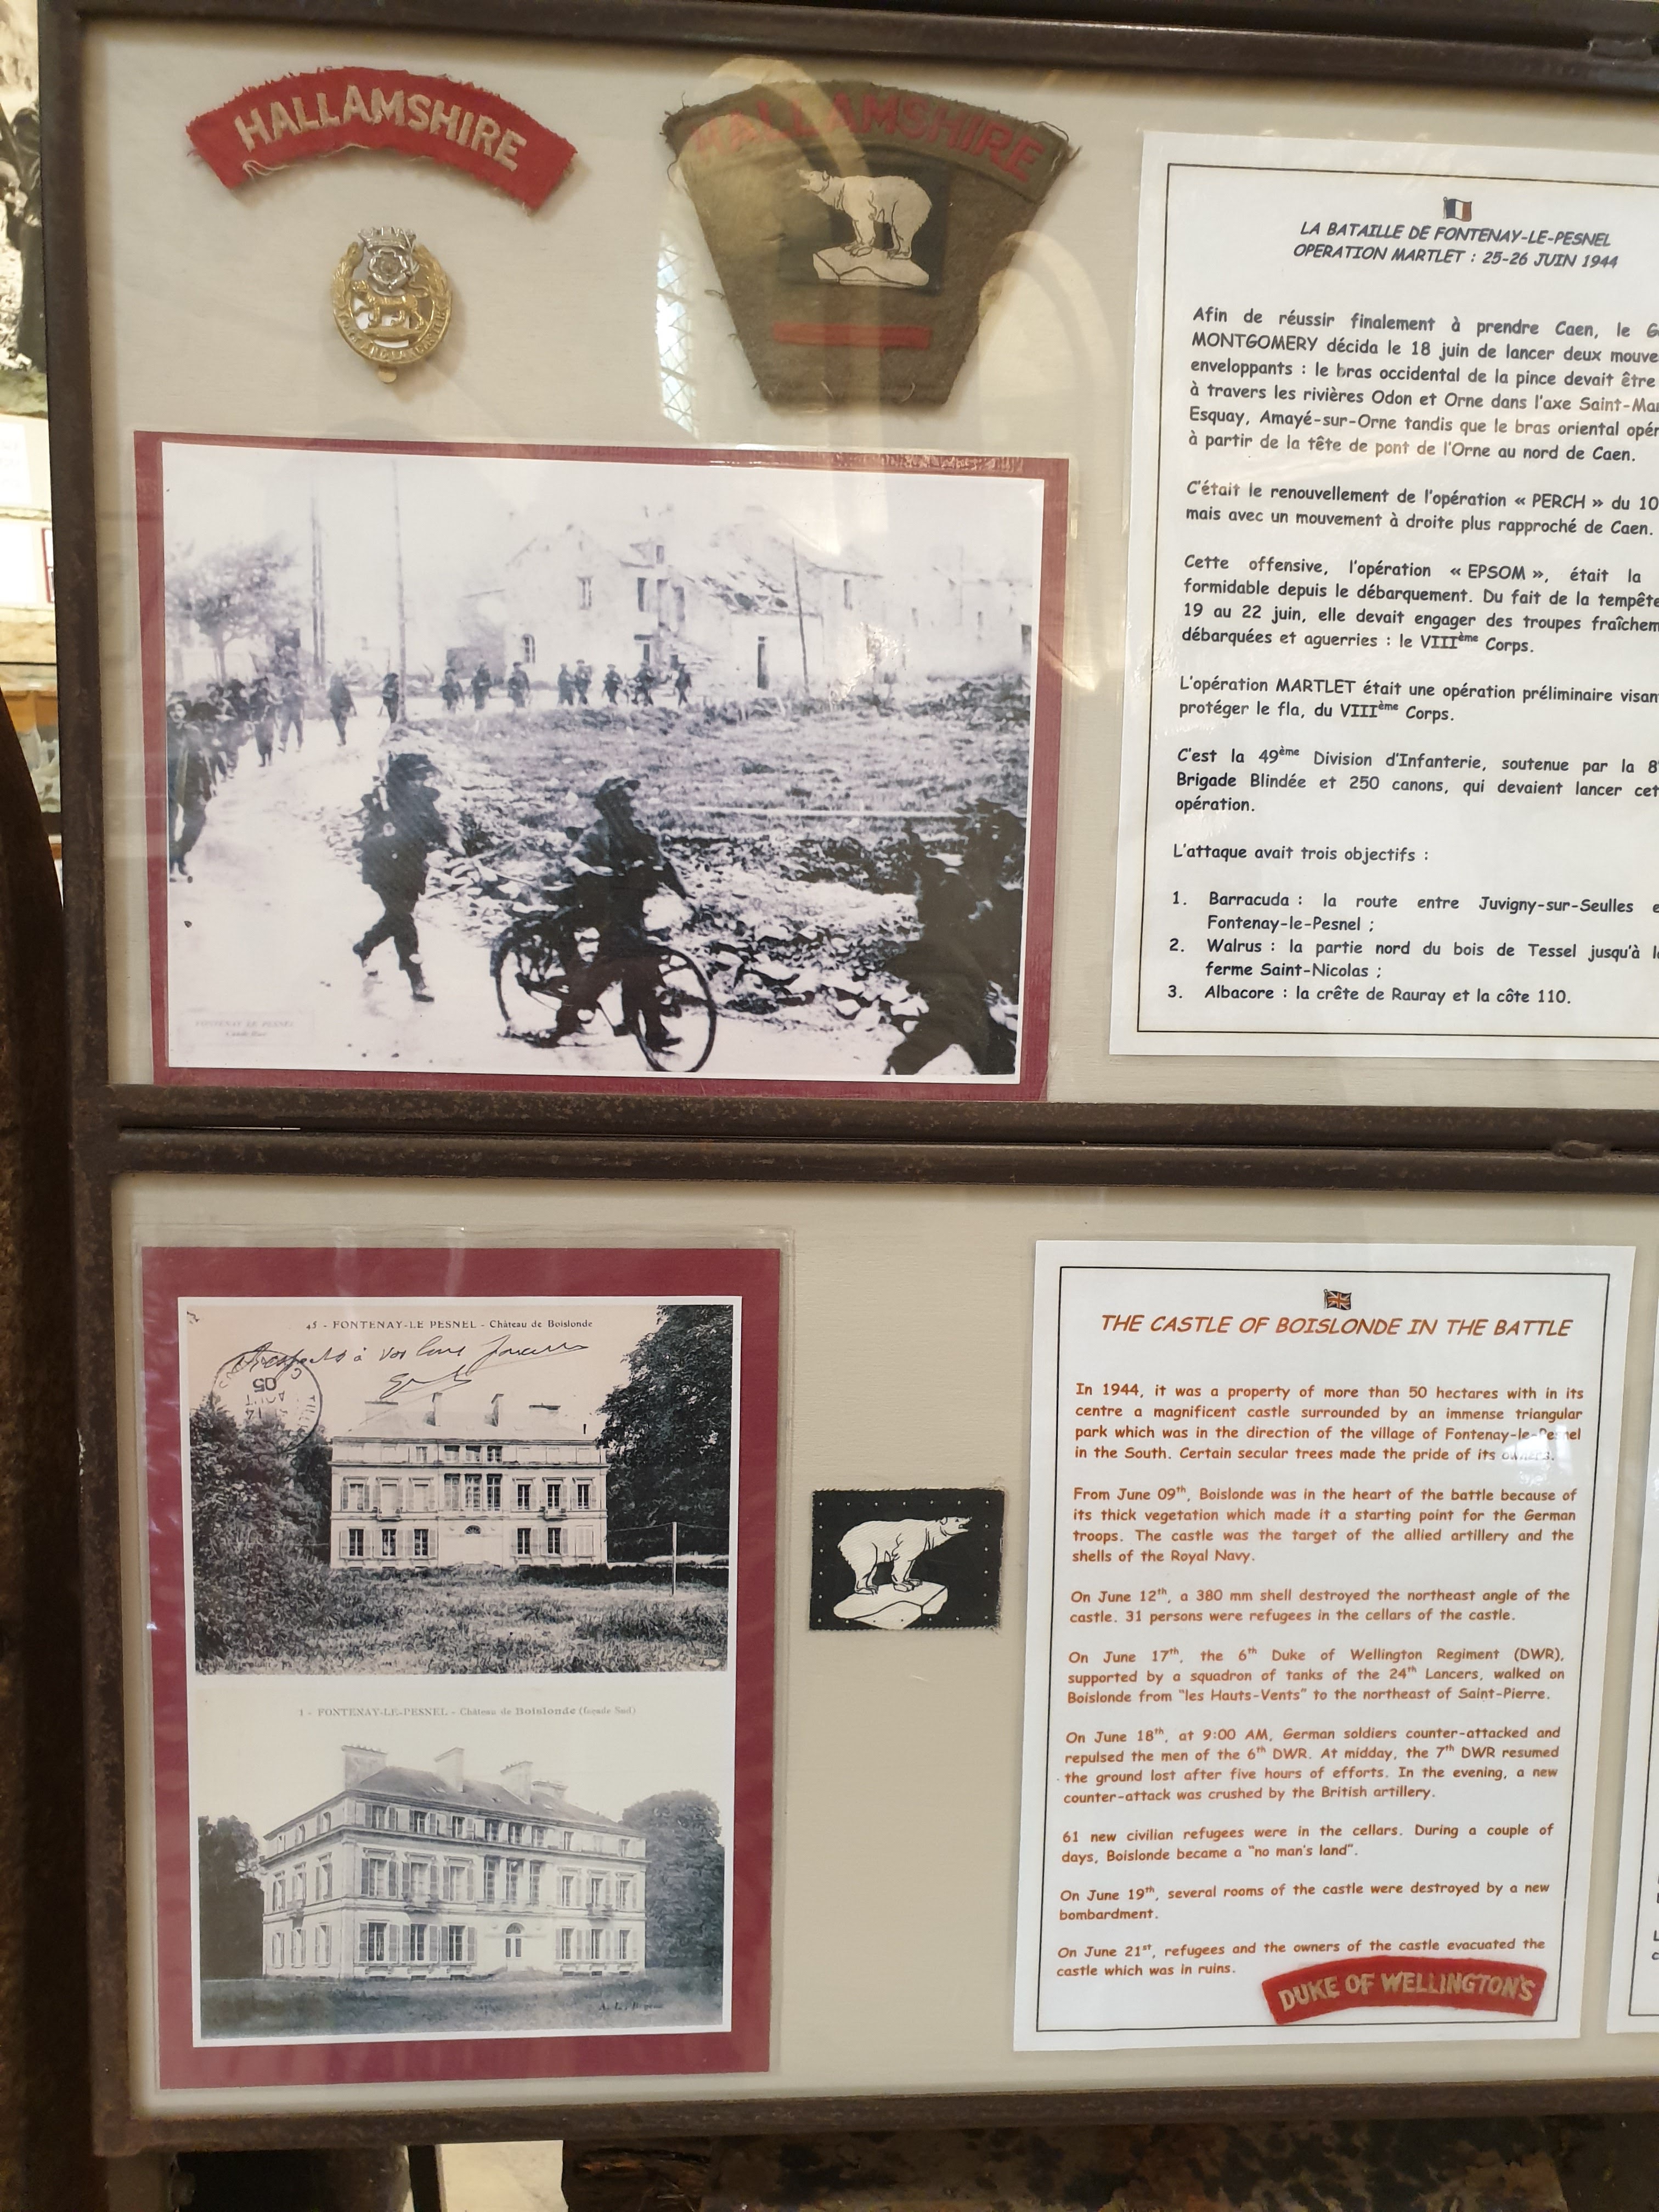 HALLAMSHIRE
HALLAMSHIRE
LA BATAILLE DE FONTENAY-LE-PESNEL
OPERATION MARTLET : 25-26 JUIN 1944
Afin de réussir finalement à prendre Caen, le
MONTGOMERY décida le 18 juin de lancer deux
enveloppants : le bras occidental de la pince devait être
à travers les rivières Odon et Orne dans l'axe
Esquay, Amayé-sur-Orne tandis que le bras oriental
à partir de la tête de pont de l'Orne au nord de Caen.
C'était le renouvellement de l'opération « PERCH » du 10
mais avec un mouvement à droite plus rapproché de Caen.
Cette offensive, l'opération « EPSOM », était la
formidable depuis le débarquement. Du fait de la tempête
19 au 22 juin, elle devait engager des troupes
débarquées et aguerries : le VIIIème Corps.
L'opération MARTLET était une opération préliminaire
protéger le fla, du VIIIème Corps.
C'est la 49ème Division d'Infanterie, soutenue par la
Brigade Blindée et 250 canons, qui devaient lancer
opération.
L'attaque avait trois objectifs :
1. Barracuda : la route entre Juvigny-sur-Seulles
Fontenay-le-Pesnel ;
2. Walrus : la partie nord du bois de Tessel jusqu'à
ferme Saint-Nicolas ;
3. Albacore : la crête de Rauray et la côte 110.
FONTENAY LE PESNEL
45 - FONTENAY-LE PESNEL - Château de Boislonde
à vos
14
AOUT
05
1 - FONTENAY-LE-PESNEL - Château de Boislonde (façade Sud)
THE CASTLE OF BOISLONDE IN THE BATTLE
In 1944, it was a property of more than 50 hectares with in its
centre a magnificent castle surrounded by an immense triangular
park which was in the direction of the village of Fontenay-le-Pesnel
in the South. Certain secular trees made the pride of its owners.
From June 09th, Boislonde was in the heart of the battle because of
its thick vegetation which made it a starting point for the German
troops. The castle was the target of the allied artillery and the
shells of the Royal Navy.
On June 12th, a 380 mm shell destroyed the northeast angle of the
castle. 31 persons were refugees in the cellars of the castle.
On June 17th, the 6th Duke of Wellington Regiment (DWR),
supported by a squadron of tanks of the 24th Lancers, walked on
Boislonde from "les Hauts-Vents" to the northeast of Saint-Pierre.
On June 18th, at 9:00 AM, German soldiers counter-attacked and
repulsed the men of the 6th DWR. At midday, the 7th DWR resumed
the ground lost after five hours of efforts. In the evening, a new
counter-attack was crushed by the British artillery.
61 new civilian refugees were in the cellars. During a couple of
days, Boislonde became a "no man's land".
On June 19th, several rooms of the castle were destroyed by a new
bombardment.
On June 21st, refugees and the owners of the castle evacuated the
castle which was in ruins.
DUKE OF WELLINGTON'S